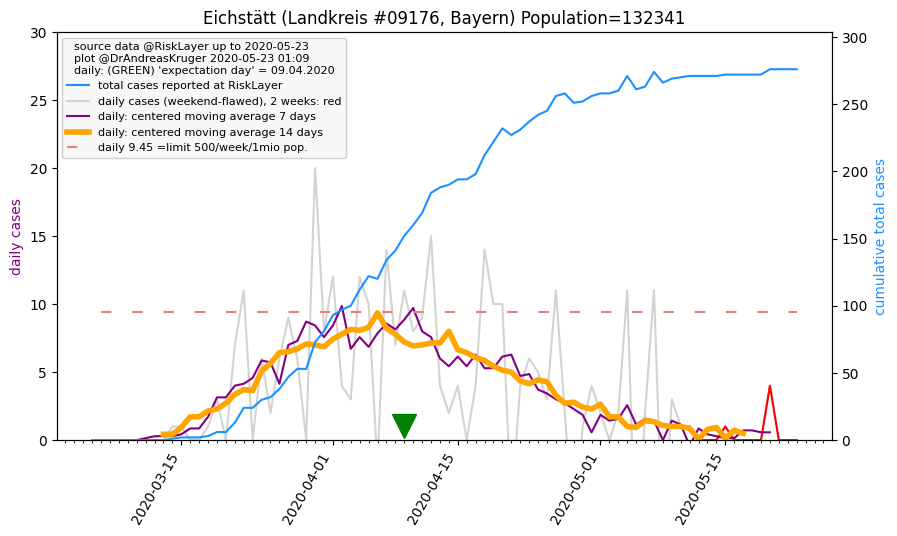 Eichstätt (Landkreis #09176, Bayern) Population=132341
source data @RiskLayer up to 2020-05-23
plot @DrAndreasKruger 2020-05-23 01:09
daily: (GREEN) 'expectation day' = 09.04.2020
total cases reported at RiskLayer
daily cases (weekend-flawed), 2 weeks: red
daily: centered moving average 7 days
daily: centered moving average 14 days
daily 9.45 =limit 500/week/1mio pop.
daily cases
30
25
20
15
10
5
0
cumulative total cases
300
250
200
150
100
50
0
2020-03-15
2020-04-01
2020-04-15
2020-05-01
2020-05-15